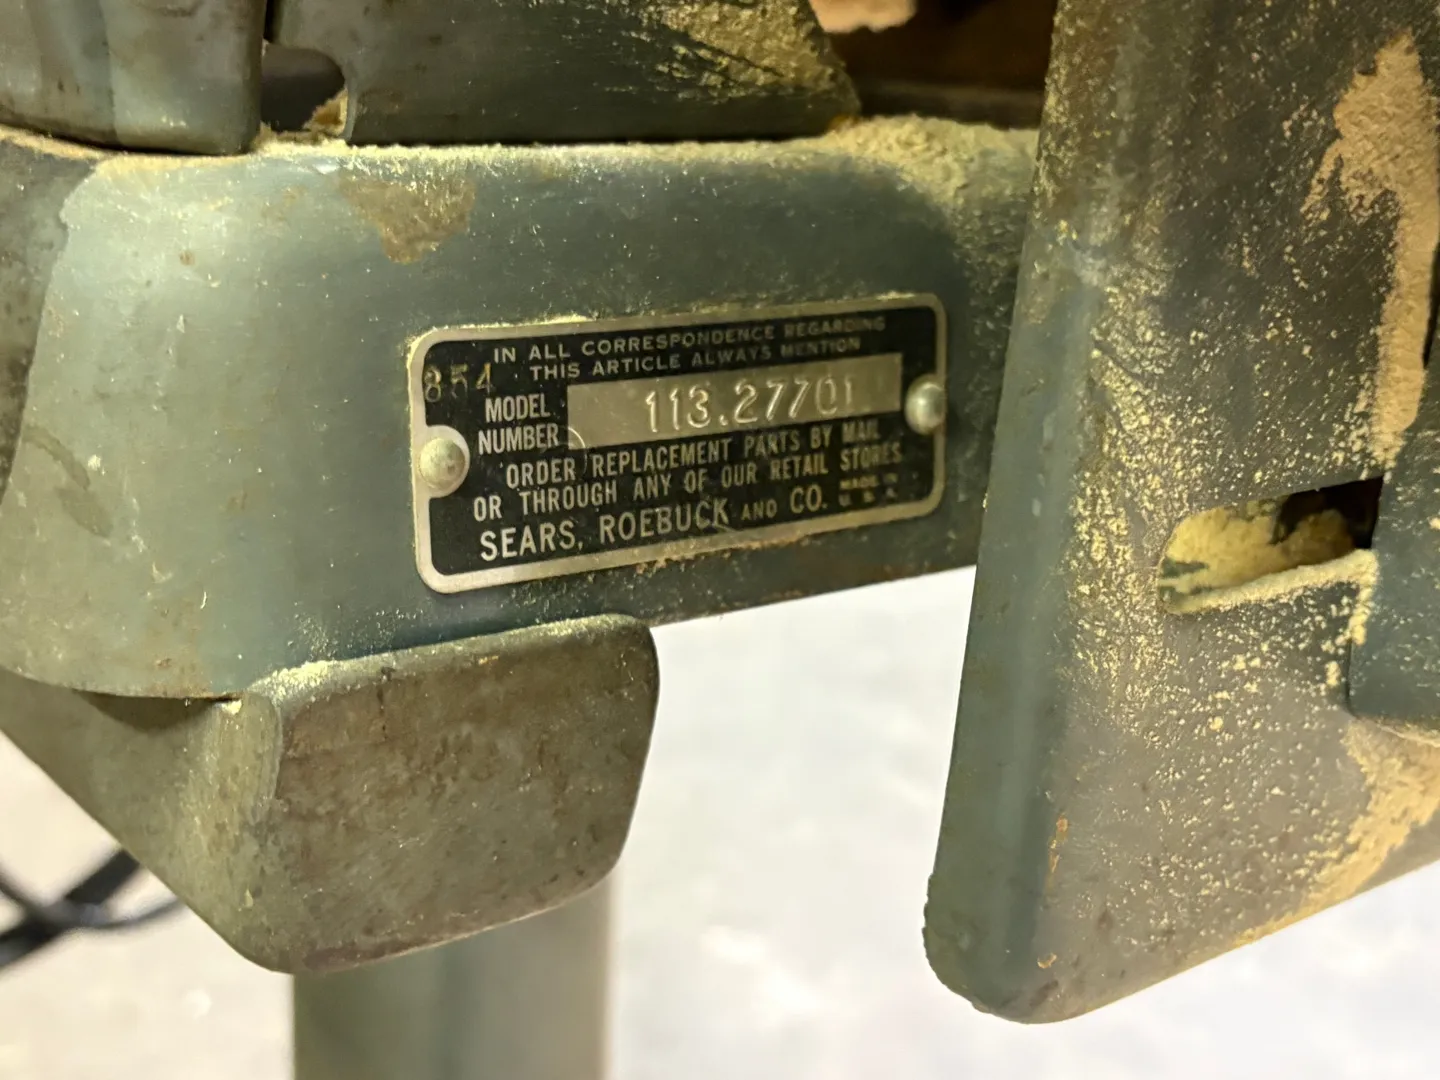 IN ALL CORRESPONDENCE REGARDING
THIS ARTICLE ALWAYS MENTION
854
MODEL NUMBER 113.27701
ORDER REPLACEMENT PARTS BY MAIL
OR THROUGH ANY OF OUR RETAIL STORES
SEARS, ROEBUCK AND CO. MADE IN U.S.A.